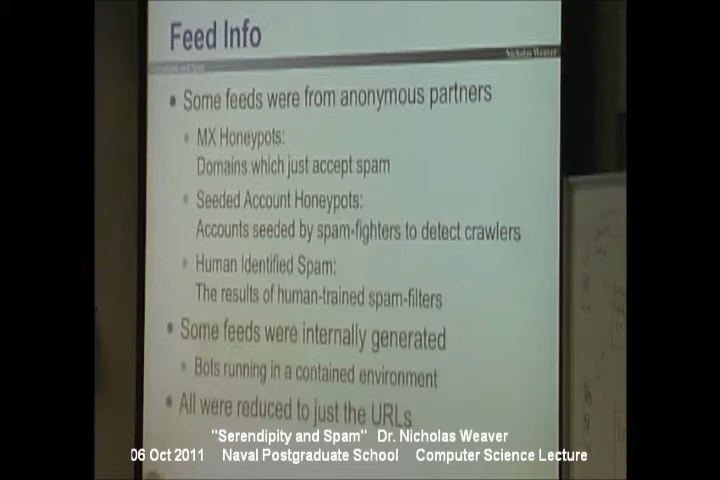 Feed Info
Nicholas Weaver
Some feeds were from anonymous partners
MX Honeypots:
Domains which just accept spam
Seeded Account Honeypots:
Accounts seeded by spam-fighters to detect crawlers
Human Identified Spam:
The results of human-trained spam-filters
Some feeds were internally generated
Bots running in a contained environment
All were reduced to just the URLs
"Serendipity and Spam" Dr. Nicholas Weaver
06 Oct 2011 Naval Postgraduate School Computer Science Lecture